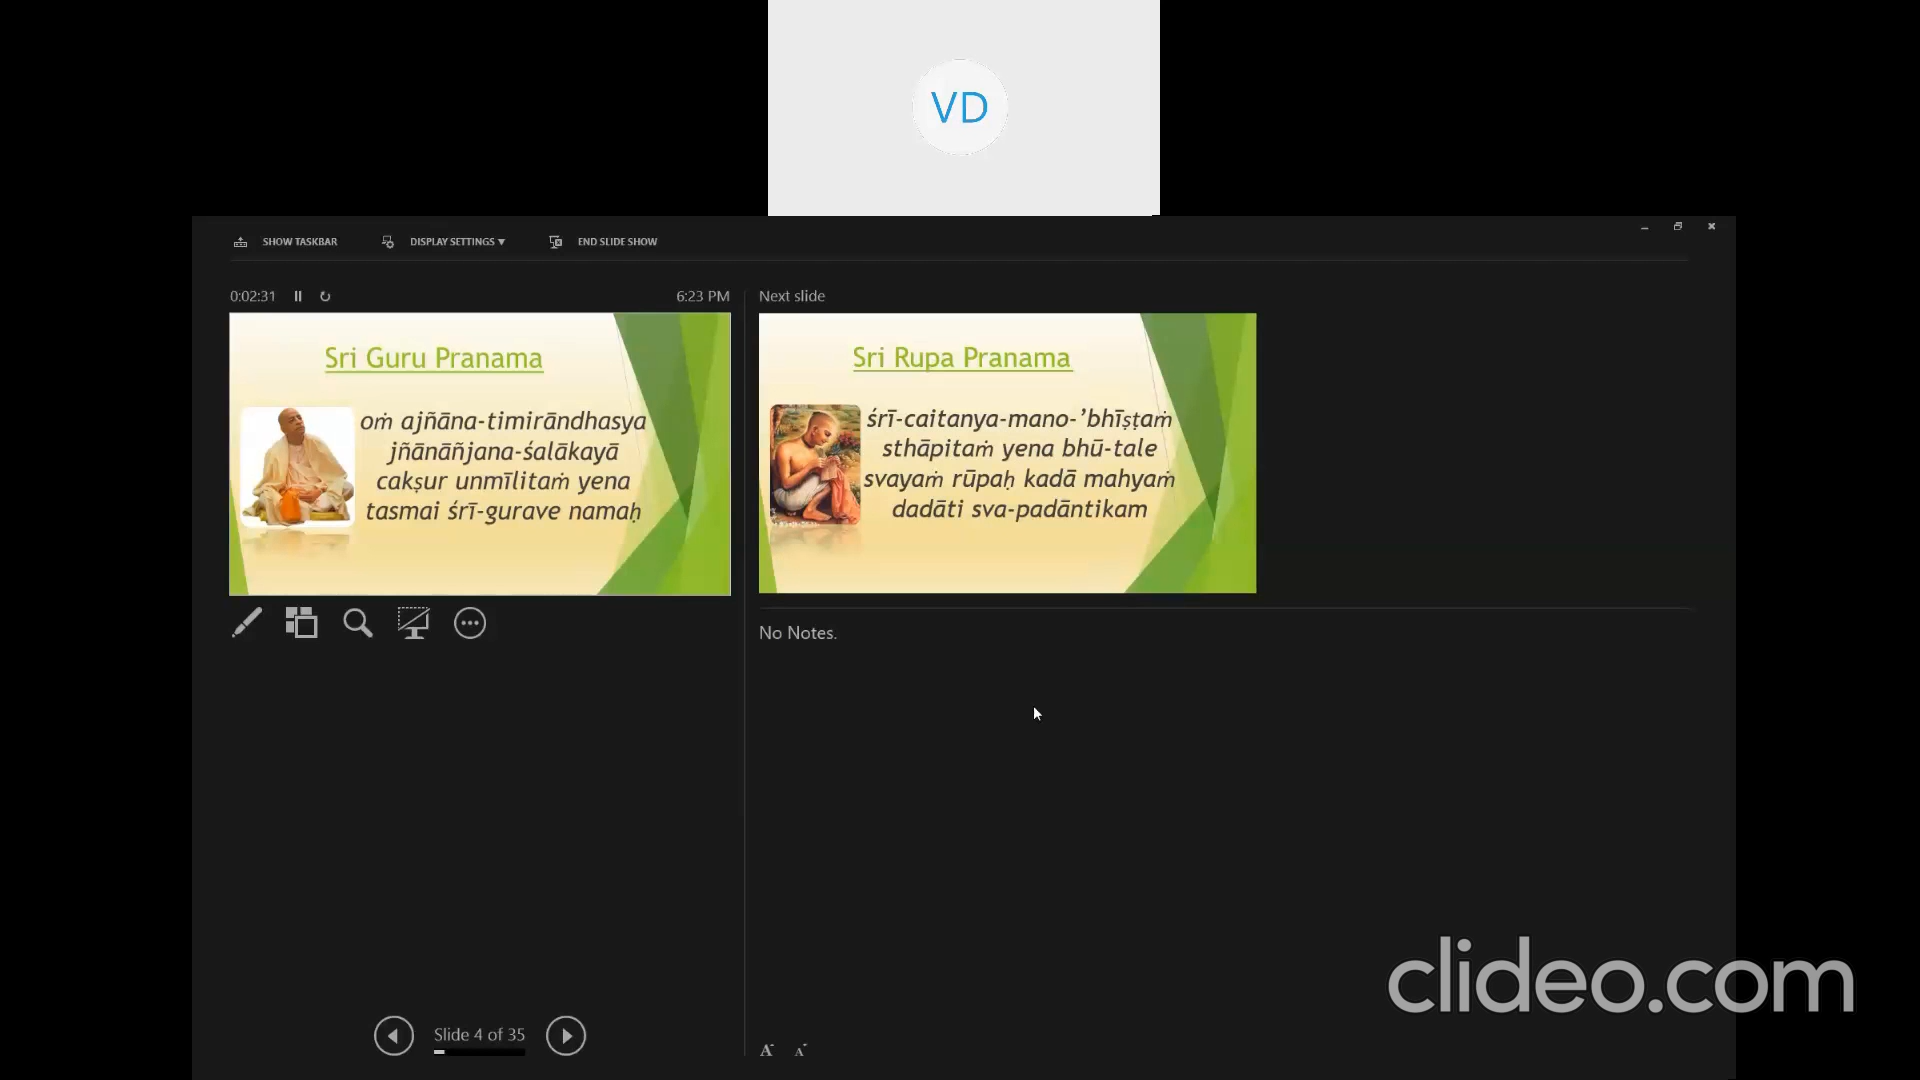 VD
SHOW TASKBAR DISPLAY SETTINGS ▾ END SLIDE SHOW
0:02:31 6:23 PM
Sri Guru Pranama
oṁ ajñāna-timirāndhasya
jñānāñjana-śalākayā
cakṣur unmīlitaṁ yena
tasmai śrī-gurave namaḥ
Next slide
Sri Rupa Pranama
śrī-caitanya-mano-’bhīṣṭaṁ
sthāpitaṁ yena bhū-tale
svayaṁ rūpaḥ kadā mahyaṁ
dadāti sva-padāntikam
No Notes.
Slide 4 of 35
A A
clideo.com